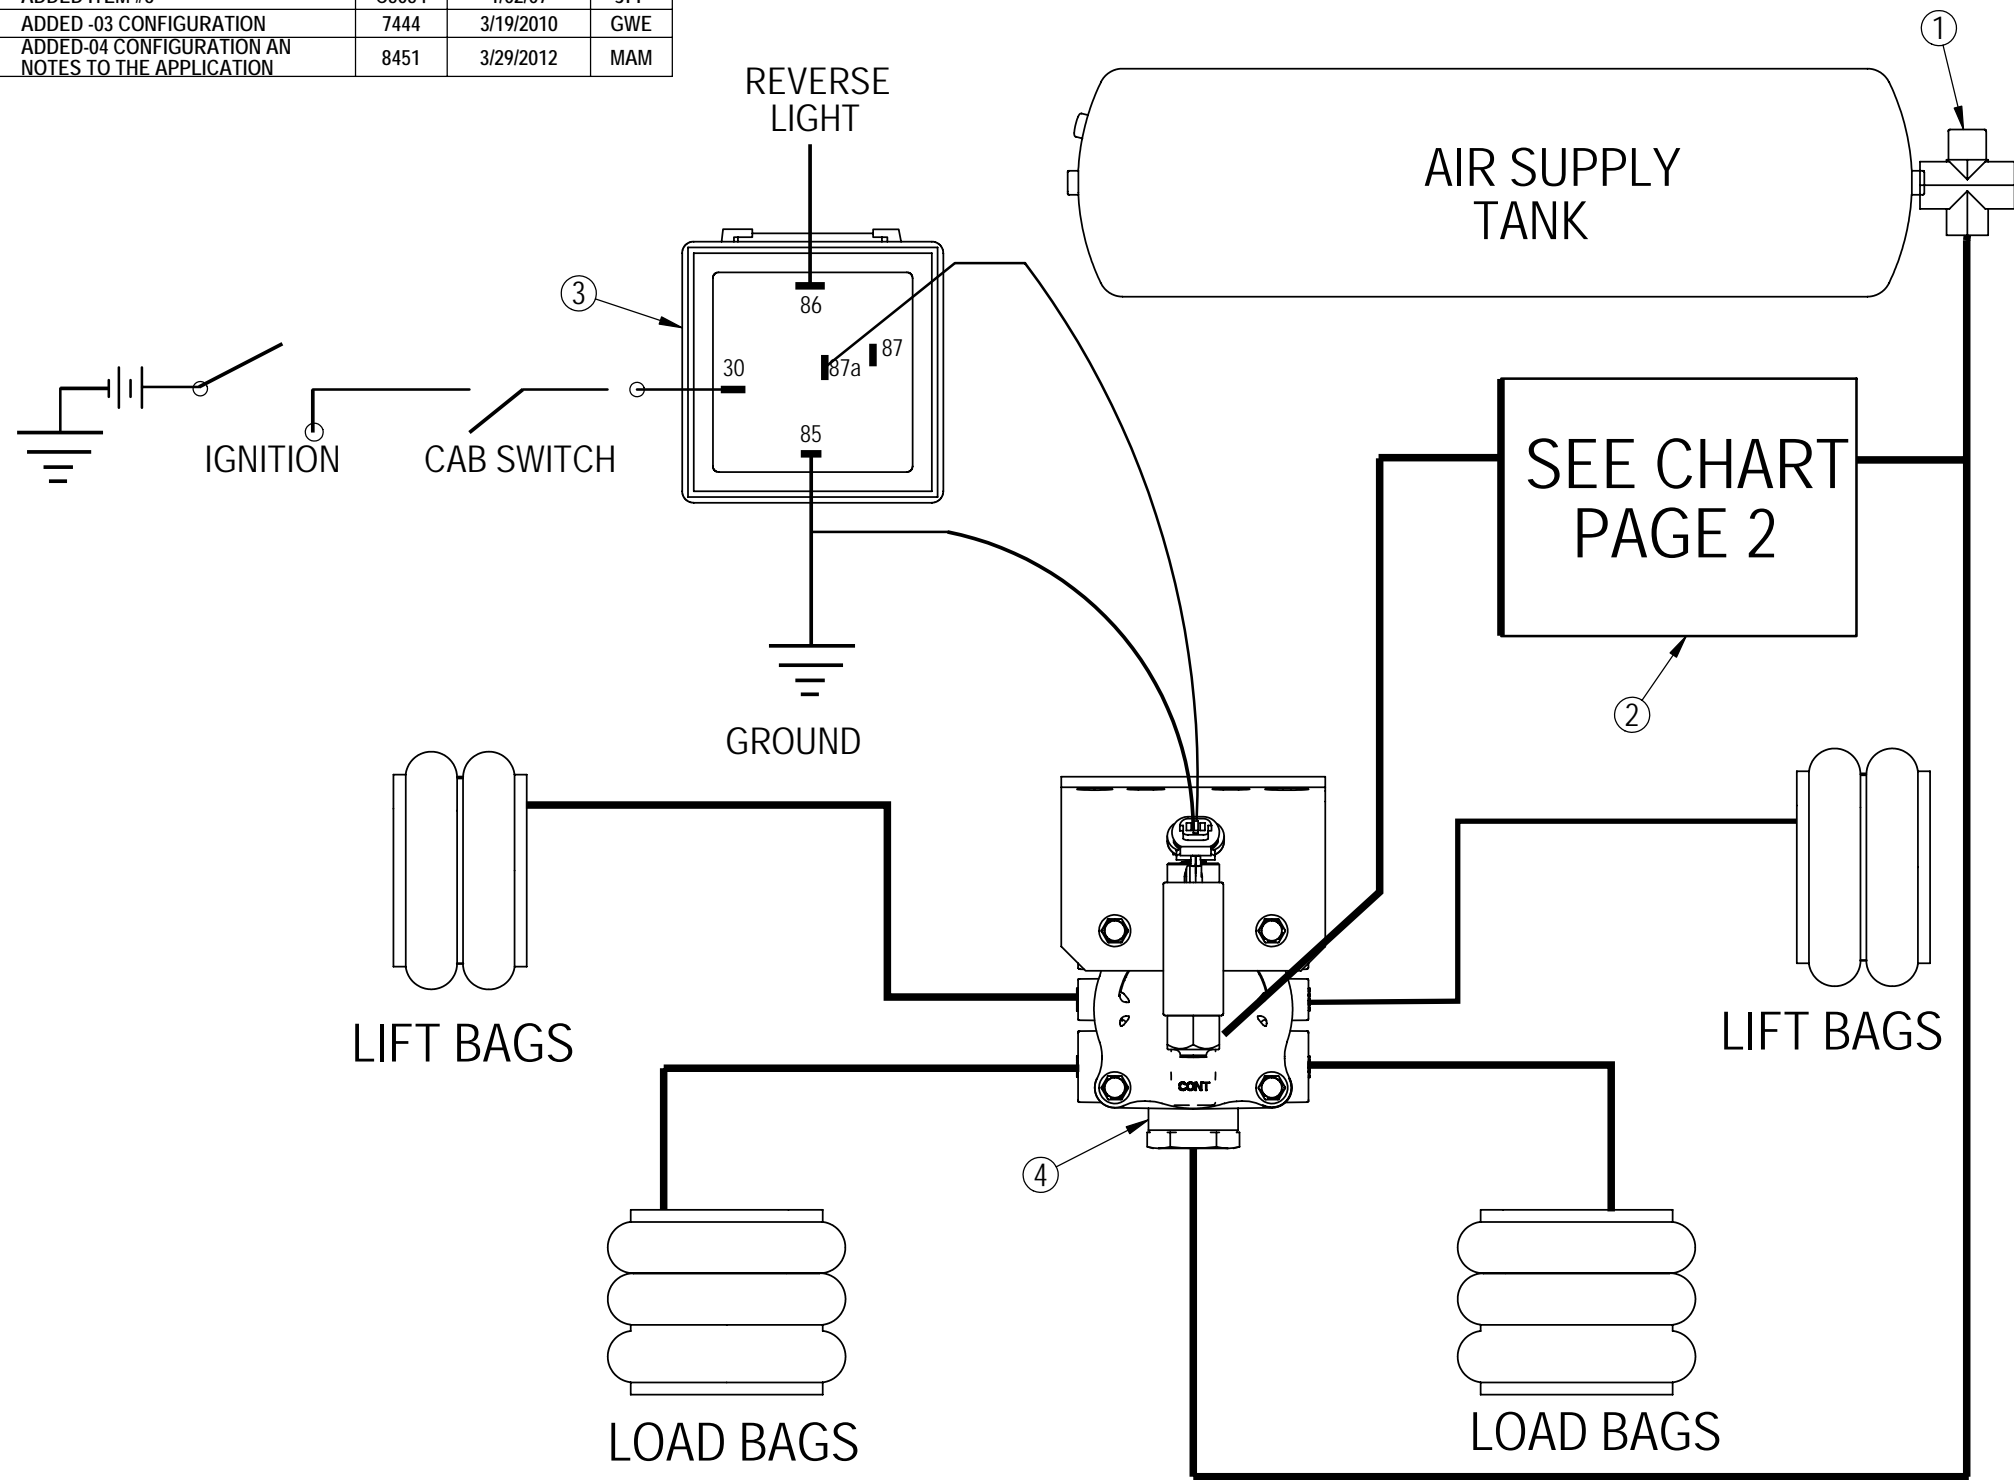 ADDED -03 CONFIGURATION 7444 3/19/2010 GWE
ADDED-04 CONFIGURATION AN
NOTES TO THE APPLICATION 8451 3/29/2012 MAM
1
REVERSE
LIGHT
AIR SUPPLY
TANK
3
86
87
30
87a
85
IGNITION
CAB SWITCH
SEE CHART
PAGE 2
2
GROUND
LIFT BAGS
LIFT BAGS
CONT
4
LOAD BAGS
LOAD BAGS